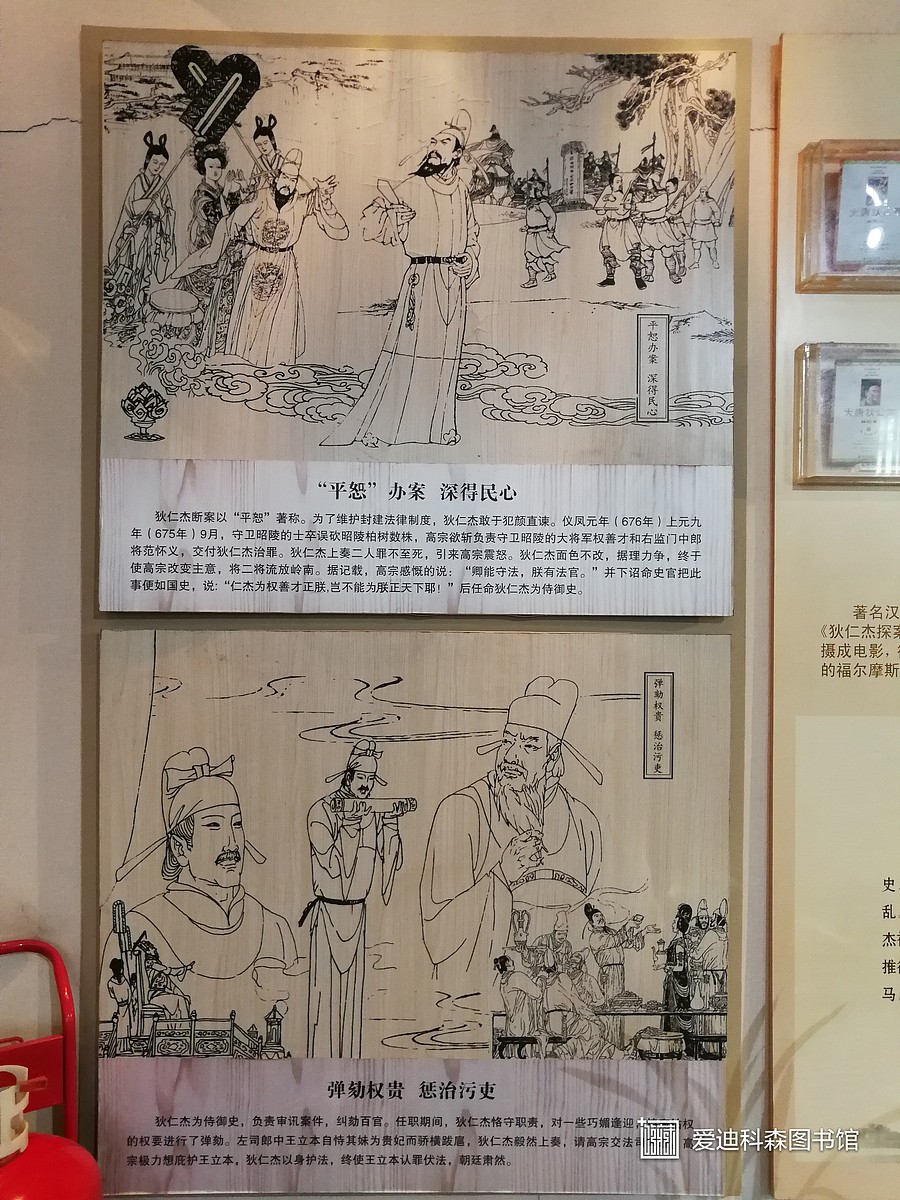 平恕办案 深得民心
“平恕”办案 深得民心
狄仁杰断案以“平恕”著称。为了维护封建法律制度，狄仁杰敢于犯颜直谏。仪凤元年（676年）上元九
年（675年）9月，守卫昭陵的士卒误砍昭陵柏树数株，高宗欲斩负责守卫昭陵的大将军权善才和右监门中郎
将范怀义，交付狄仁杰治罪。狄仁杰上奏二人罪不至死，引来高宗震怒。狄仁杰面色不改，据理力争，终于
使高宗改变主意，将二将流放岭南。据记载，高宗感慨的说：“卿能守法，朕有法官。”并下诏命史官把此
事便如国史，说：“仁杰为权善才正朕,岂不能为朕正天下耶！”后任命狄仁杰为侍御史。
弹劾权贵 惩治污吏
弹劾权贵 惩治污吏
狄仁杰为侍御史，负责审讯案件，纠劾百官。任职期间，狄仁杰恪守职责，对一些巧媚逢迎
权
的权要进行了弹劾。左司郎中王立本自恃其妹为贵妃而骄横跋扈，狄仁杰毅然上奏，请高宗交法司
高
宗极力想庇护王立本，狄仁杰以身护法，终使王立本认罪伏法，朝廷肃然。
著名汉
《狄仁杰探案
摄成电影，
的福尔摩斯
史
乱
杰
推
马
爱迪科森图书馆